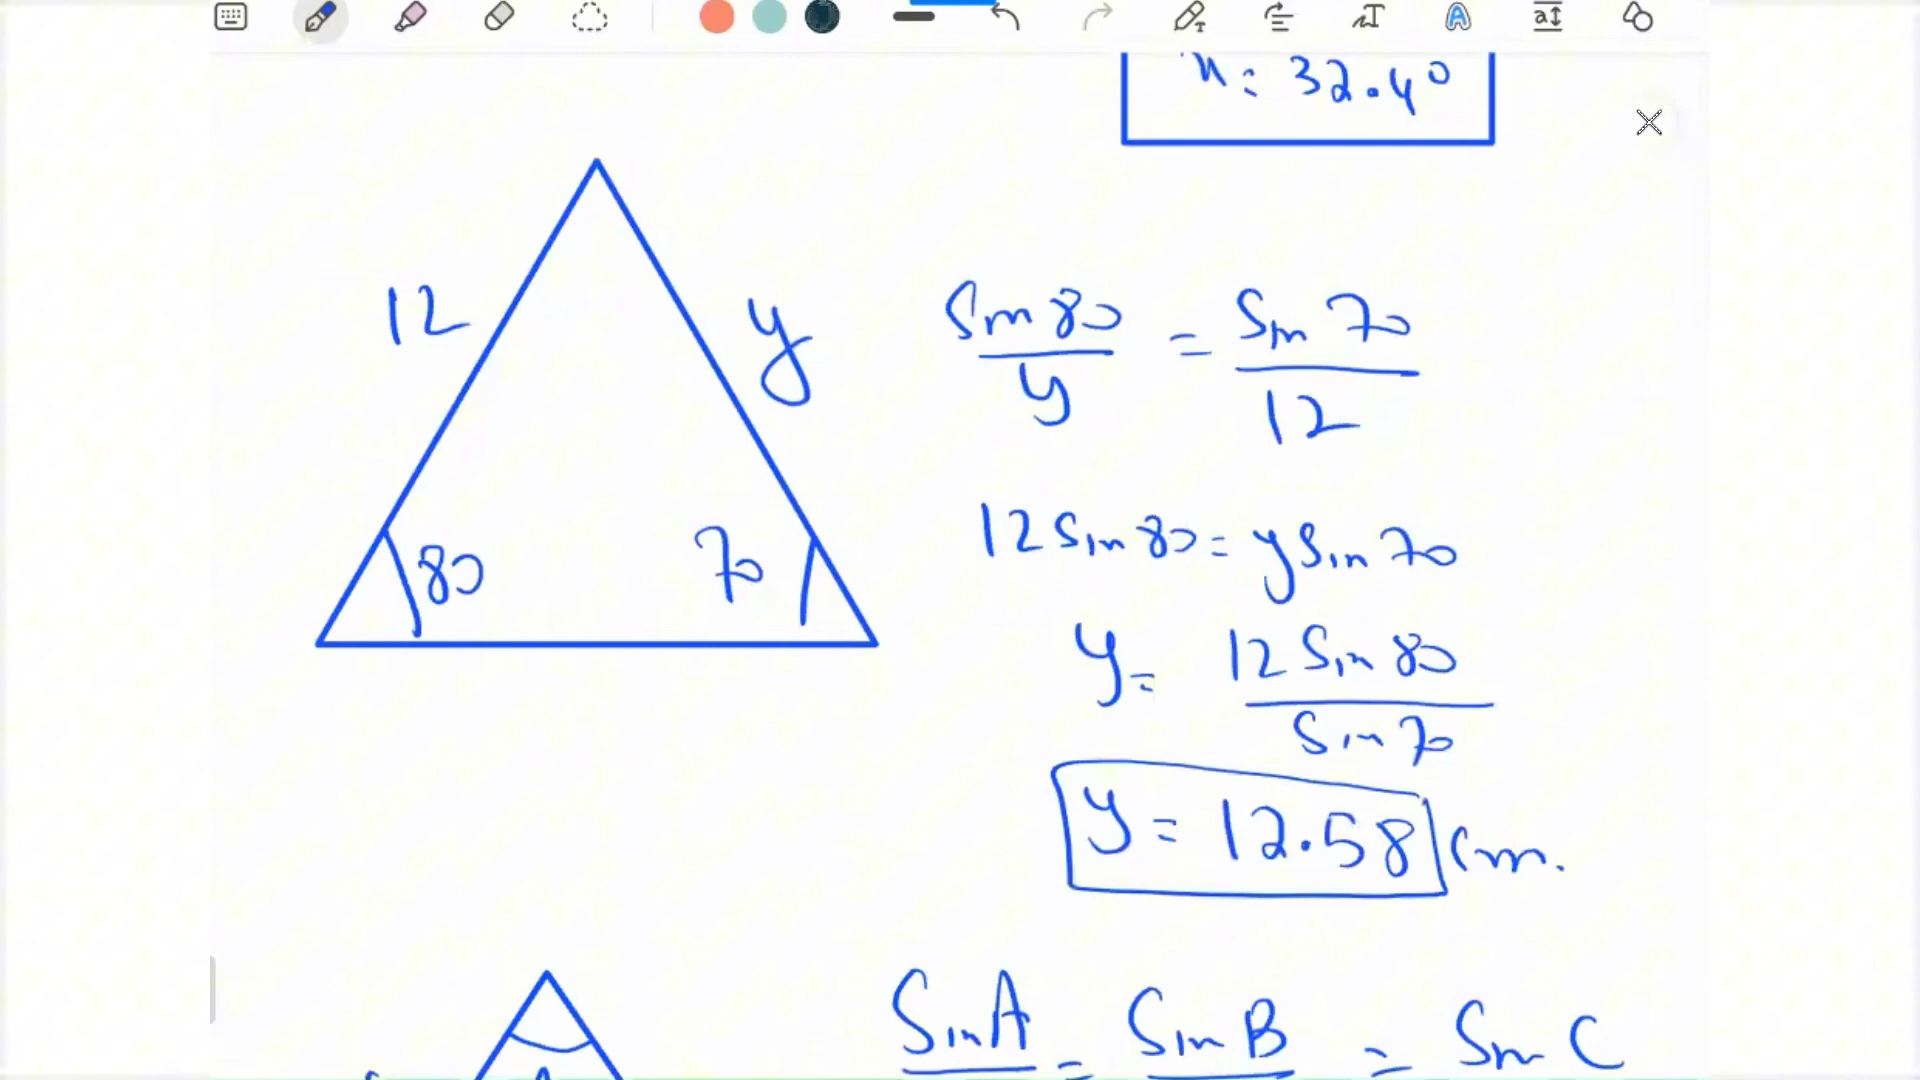 x = 32.4°
12
y
80
70
Sin 80 / y = Sin 70 / 12
12 Sin 80 = y Sin 70
y = 12 Sin 80 / Sin 70
y = 12.58 cm.
Sin A = Sin B = Sin C